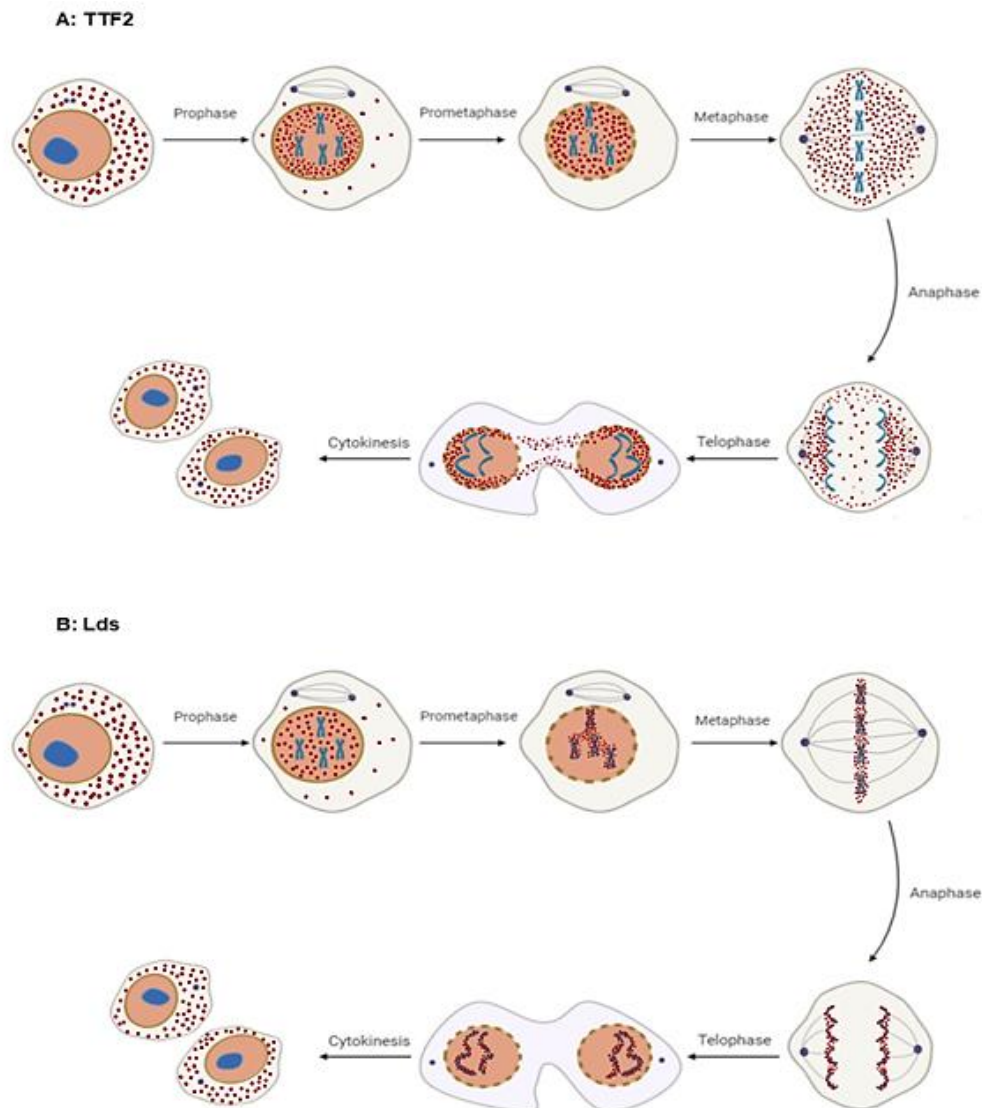 A: TTF2
Prophase
Prometaphase
Metaphase
Anaphase
Telophase
Cytokinesis
B: Lds
Prophase
Prometaphase
Metaphase
Anaphase
Telophase
Cytokinesis